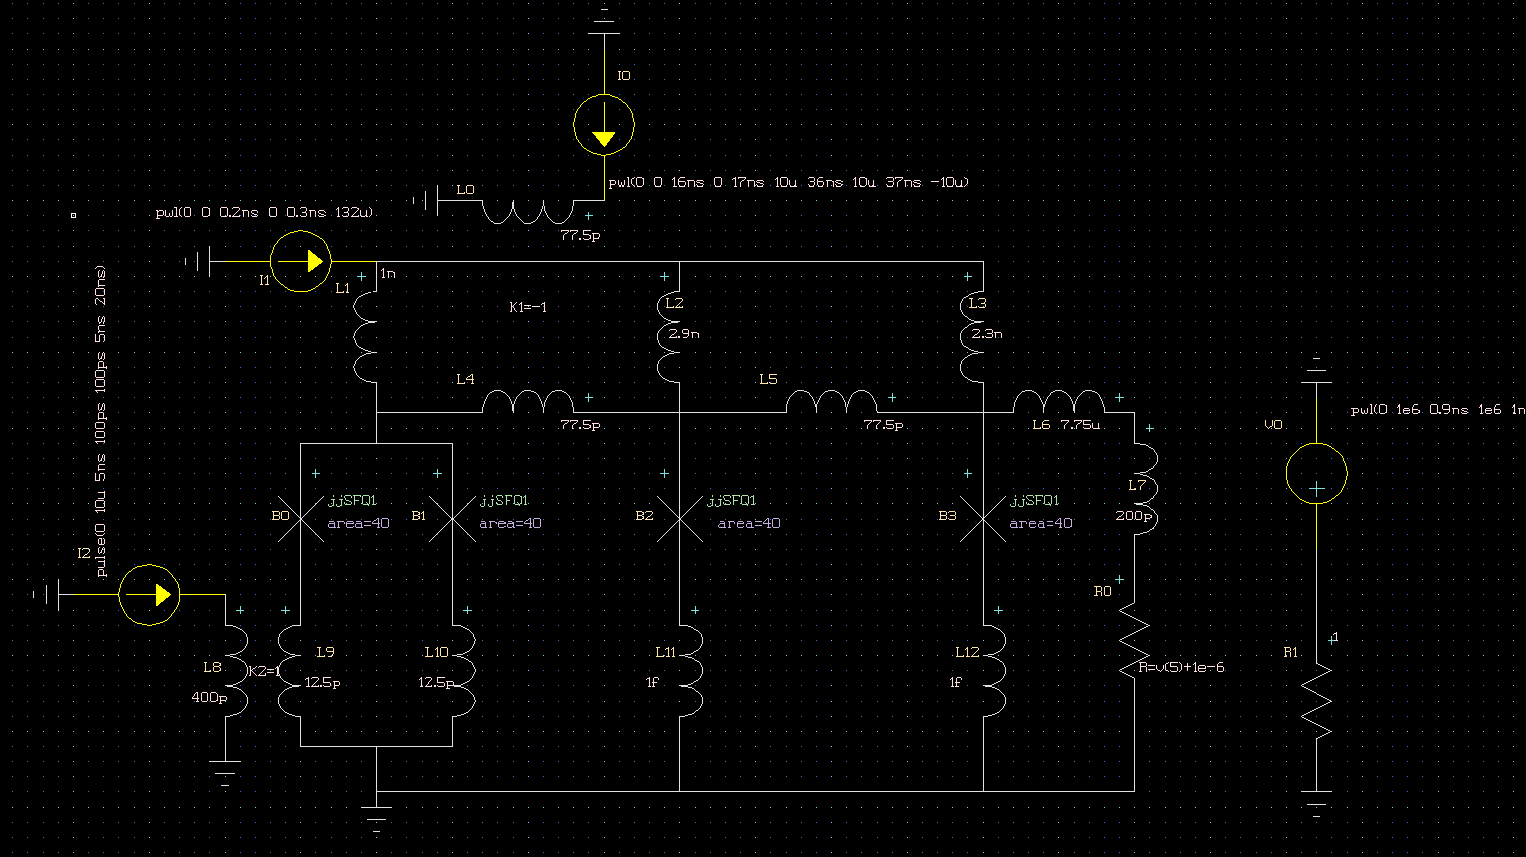 I0
pwl(0 0 16ns 0 17ns 10u 36ns 10u 37ns -10u)
L0
77.5p
pwl(0 0 0.2ns 0 0.3ns 132u)
I1
L1
1n
K1=-1
L2
2.9n
L3
2.3n
L4
77.5p
L5
77.5p
L6 7.75u
V0
pwl(0 1e6 0.9ns 1e6 1n
pulse(0 10u 5ns 100ps 100ps 5ns 20ns)
I2
B0
jjSFQ1
area=40
B1
jjSFQ1
area=40
B2
jjSFQ1
area=40
B3
jjSFQ1
area=40
L7
200p
R0
R=v(5)+1e-6
L8
400p
K2=1
L9
12.5p
L10
12.5p
L11
1f
L12
1f
R1
1